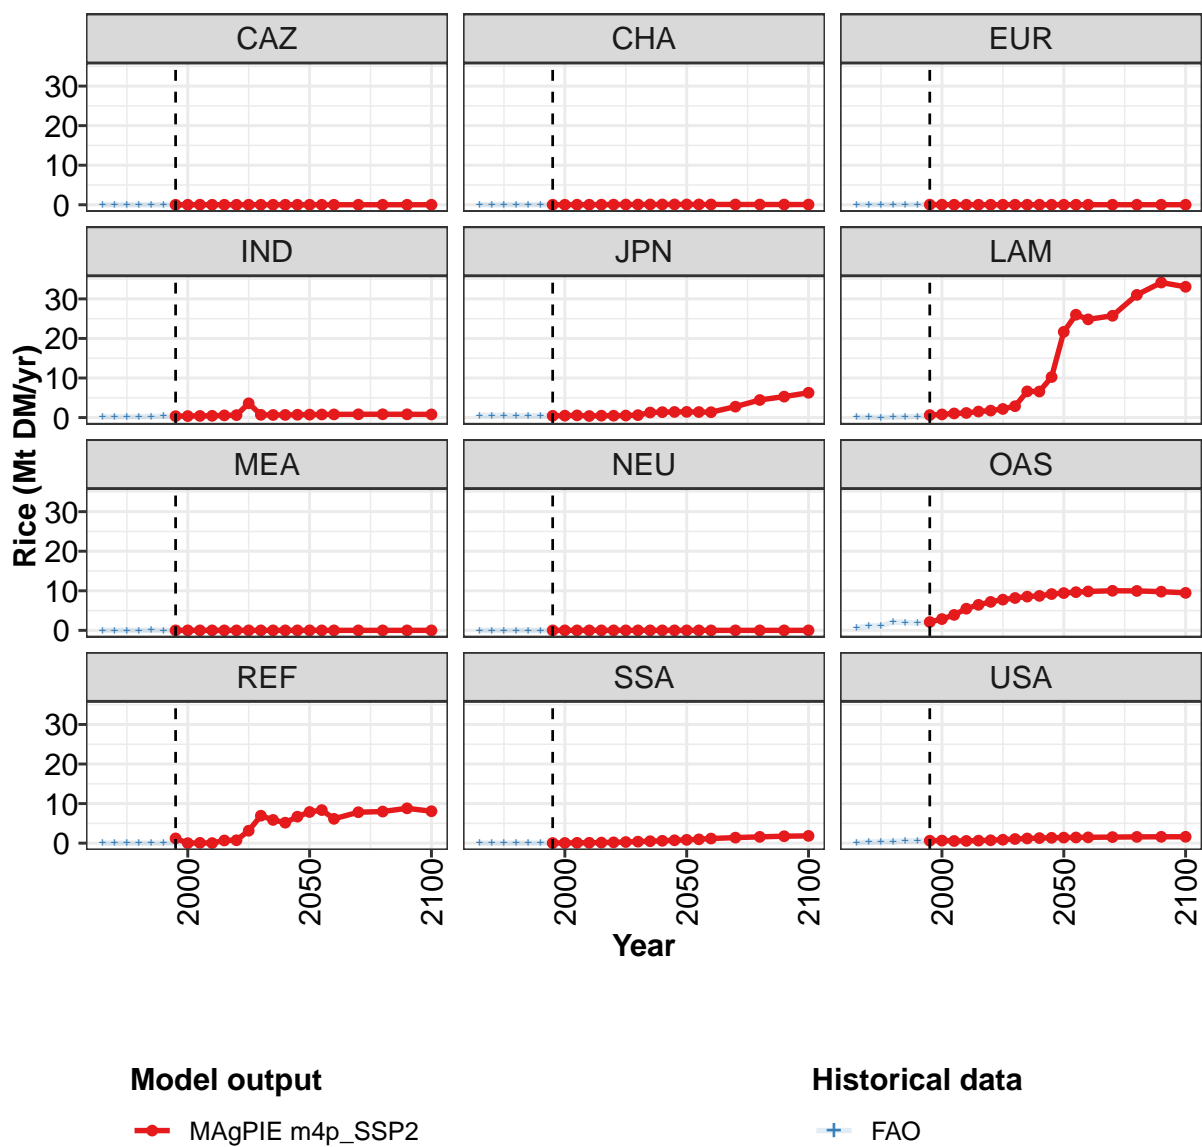 CAZ CHA EUR
30
20
10
0
IND JPN LAM
30
20
10
0
MEA NEU OAS
30
20
10
0
REF SSA USA
30
20
10
0
Rice (Mt DM/yr)
2000 2050 2100 2000 2050 2100 2000 2050 2100
Year
Model output Historical data
MAgPIE m4p_SSP2 FAO